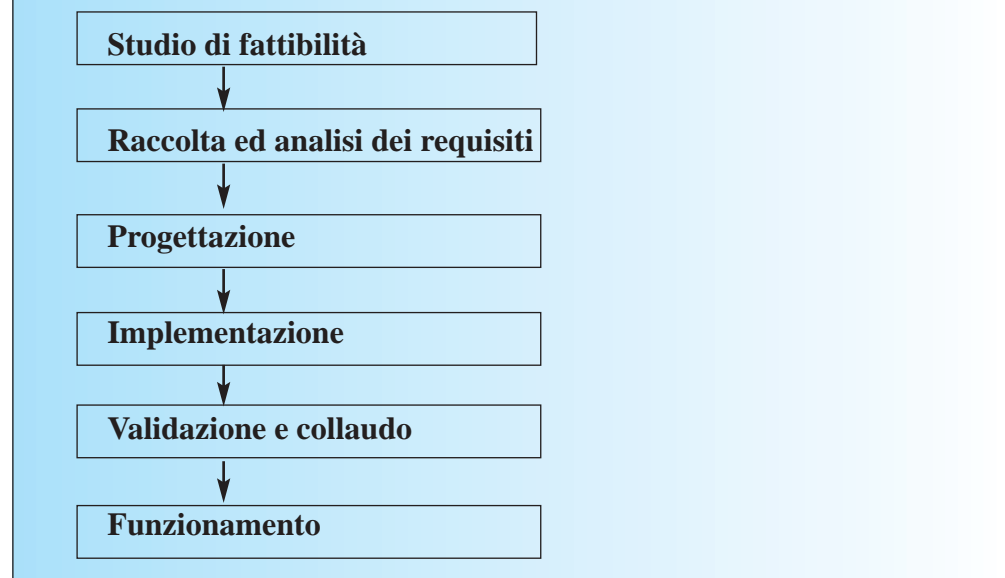 Studio di fattibilità
Raccolta ed analisi dei requisiti
Progettazione
Implementazione
Validazione e collaudo
Funzionamento